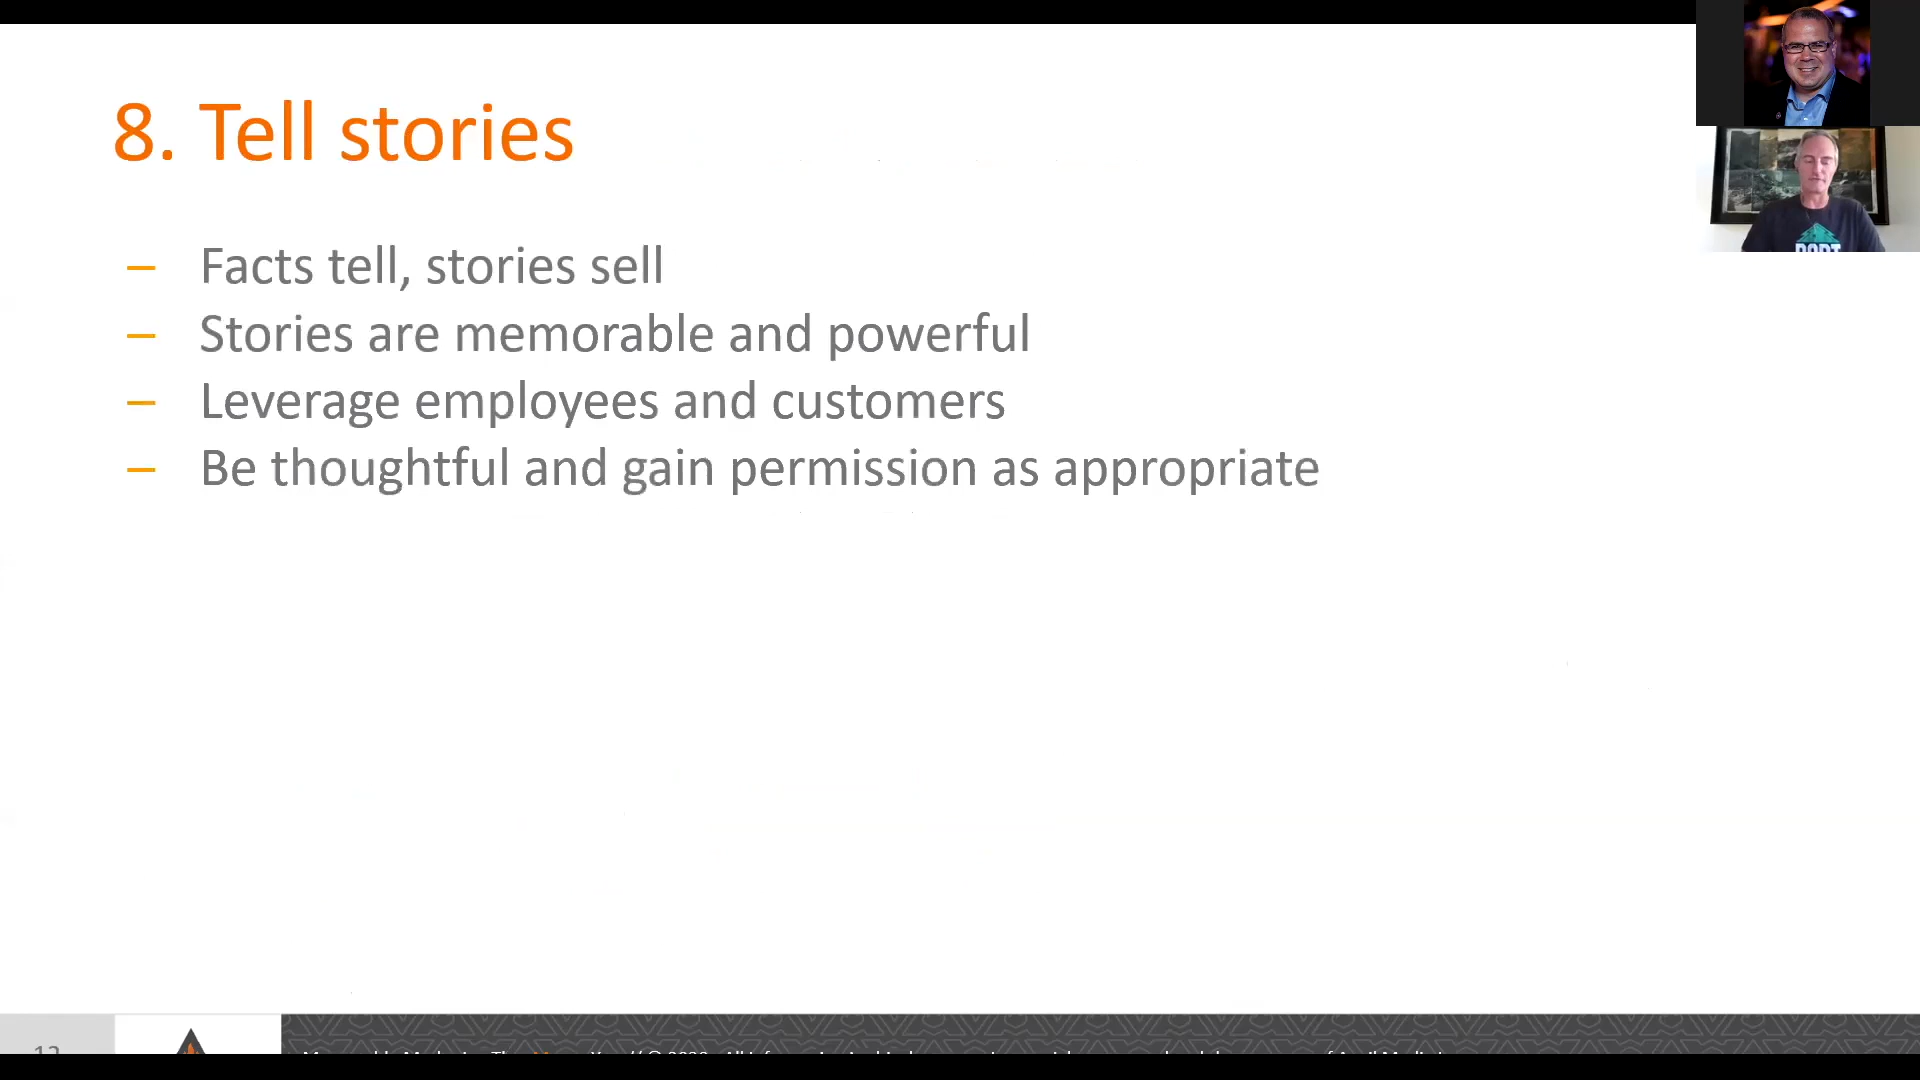 8. Tell stories
– Facts tell, stories sell
– Stories are memorable and powerful
– Leverage employees and customers
– Be thoughtful and gain permission as appropriate